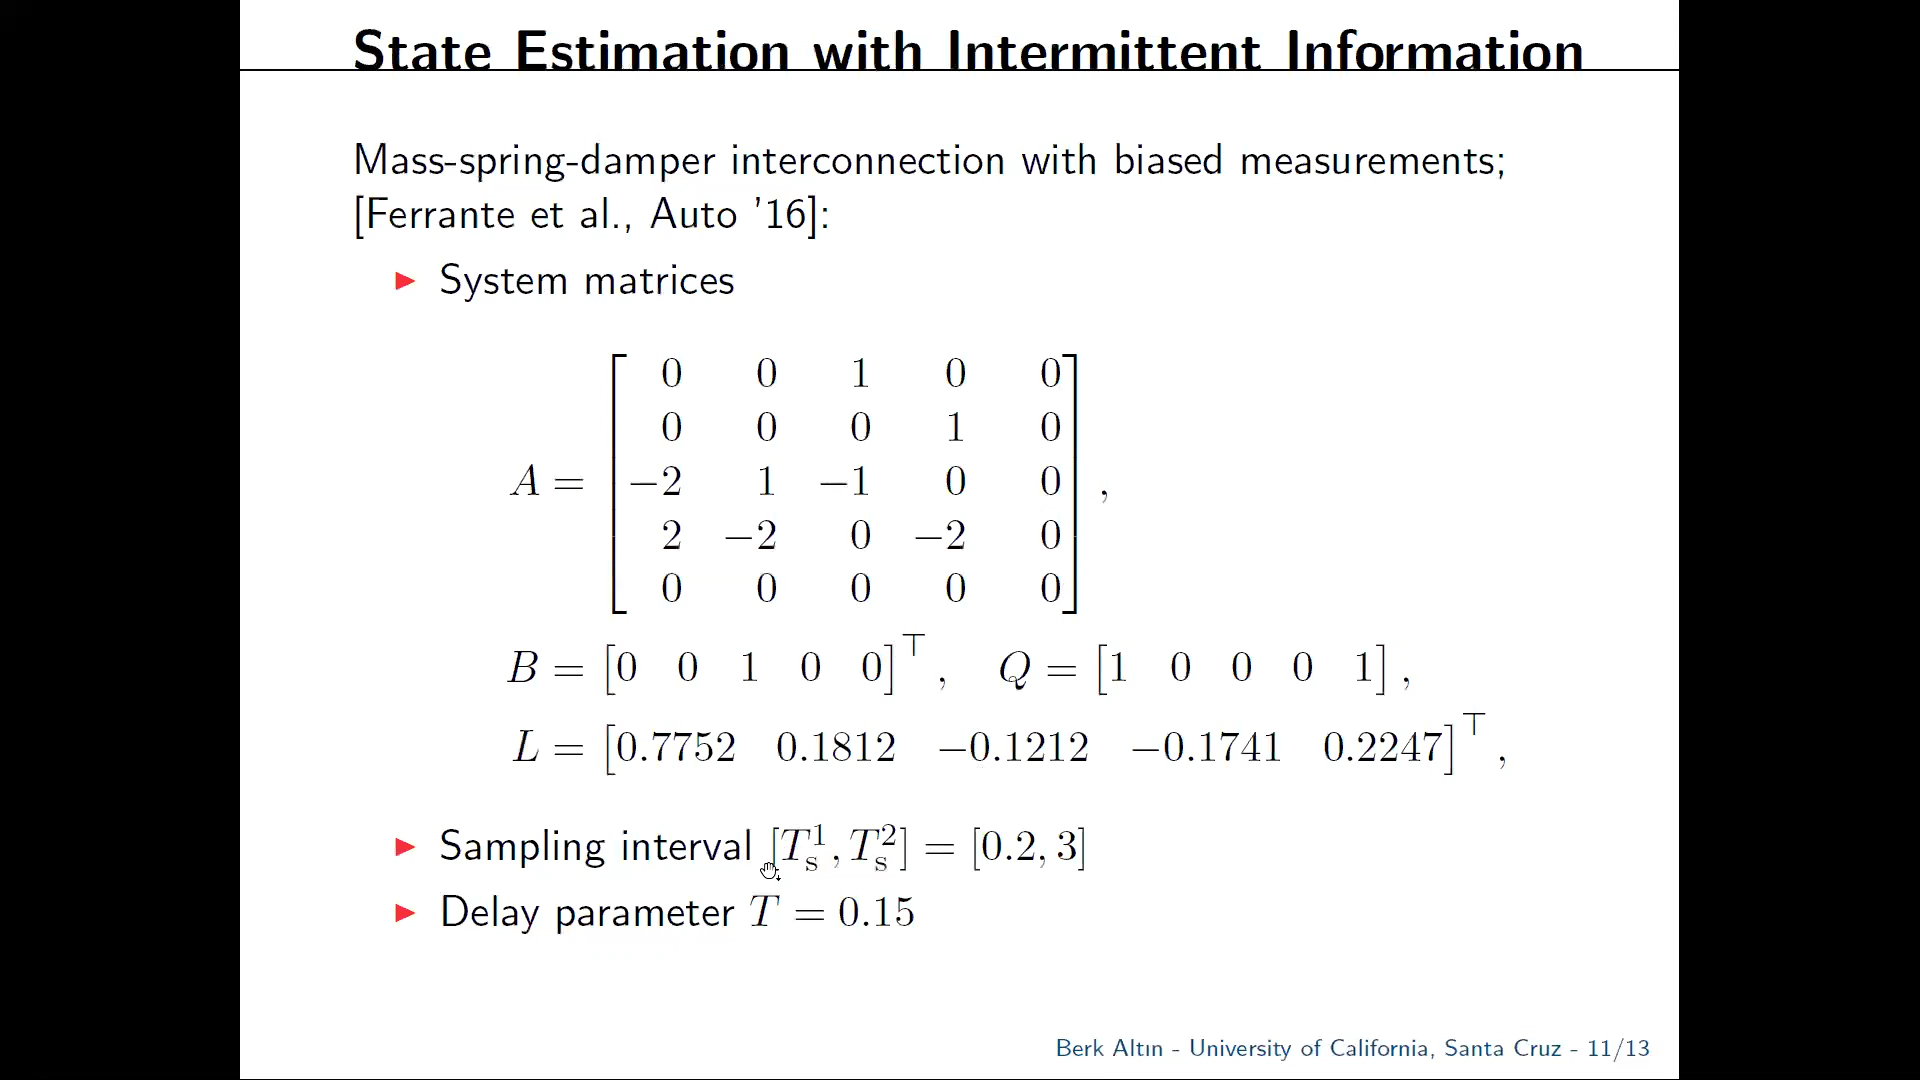 State Estimation with Intermittent Information
Mass-spring-damper interconnection with biased measurements;
[Ferrante et al., Auto ’16]:
▶ System matrices
A = [0 0 1 0 0
0 0 0 1 0
−2 1 −1 0 0
2 −2 0 −2 0
0 0 0 0 0],
B = [0 0 1 0 0]⊤, Q = [1 0 0 0 1],
L = [0.7752 0.1812 −0.1212 −0.1741 0.2247]⊤,
▶ Sampling interval [T_s^1, T_s^2] = [0.2, 3]
▶ Delay parameter T = 0.15
Berk Altın - University of California, Santa Cruz - 11/13